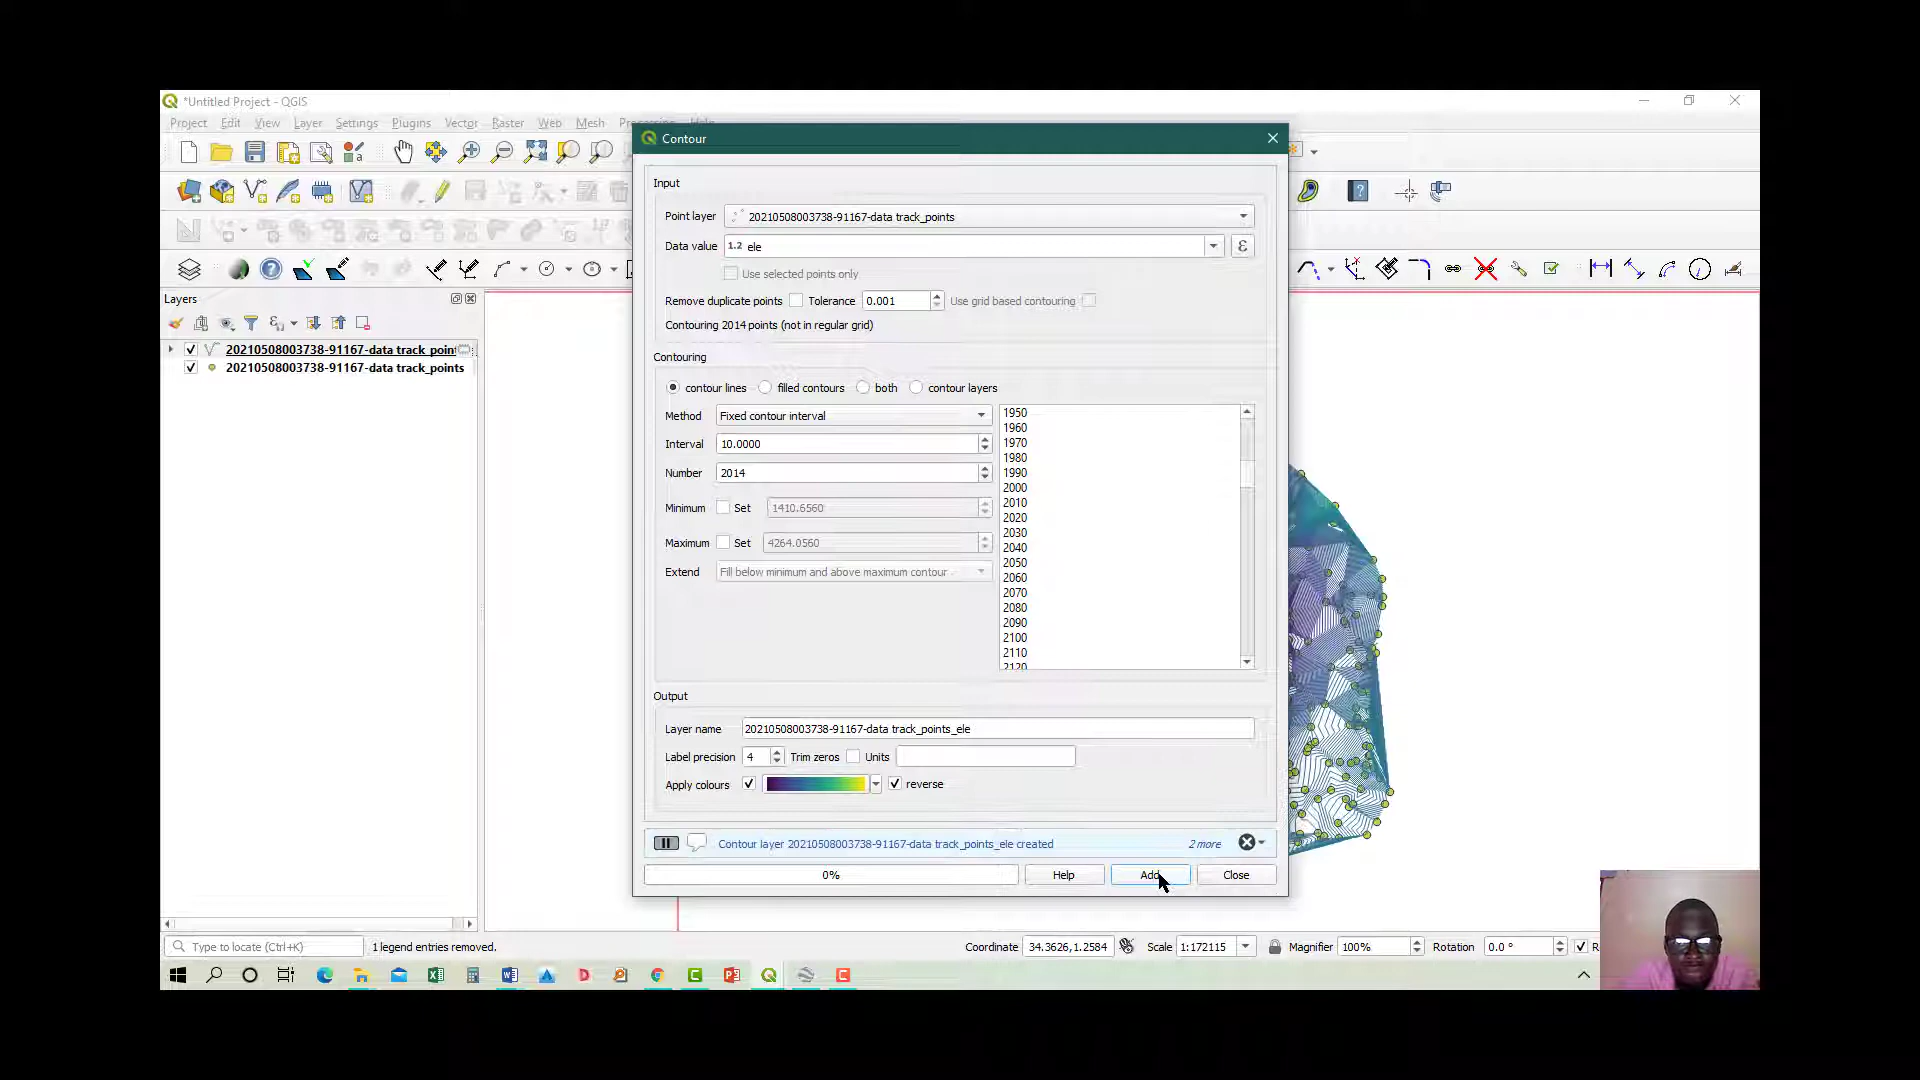 *Untitled Project - QGIS
Project Edit View Layer Settings Plugins Vector Raster Web Mesh
Contour
Input
Point layer 20210508003738-91167-data track_points
Data value 1.2 ele ε
Use selected points only
Remove duplicate points Tolerance 0.001 Use grid based contouring
Contouring 2014 points (not in regular grid)
Layers
20210508003738-91167-data track_poin
20210508003738-91167-data track_points
Contouring
contour lines filled contours both contour layers
Method Fixed contour interval
Interval 10.0000
Number 2014
Minimum Set 1410.6560
Maximum Set 4264.0560
Extend Fill below minimum and above maximum contour
1950
1960
1970
1980
1990
2000
2010
2020
2030
2040
2050
2060
2070
2080
2090
2100
2110
2120
Output
Layer name 20210508003738-91167-data track_points_ele
Label precision 4 Trim zeros Units
Apply colours reverse
Contour layer 20210508003738-91167-data track_points_ele created 2 more
0% Help Add Close
Type to locate (Ctrl+K) 1 legend entries removed. Coordinate 34.3626,1.2584 Scale 1:172115 Magnifier 100% Rotation 0.0 ° R